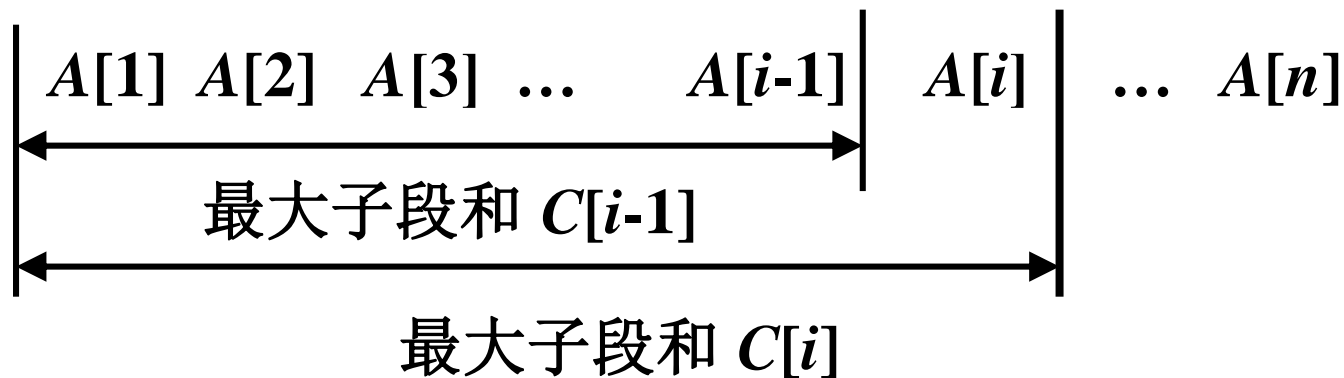 A[1] A[2] A[3] … A[i-1] A[i] … A[n]
最大子段和 C[i-1]
最大子段和 C[i]